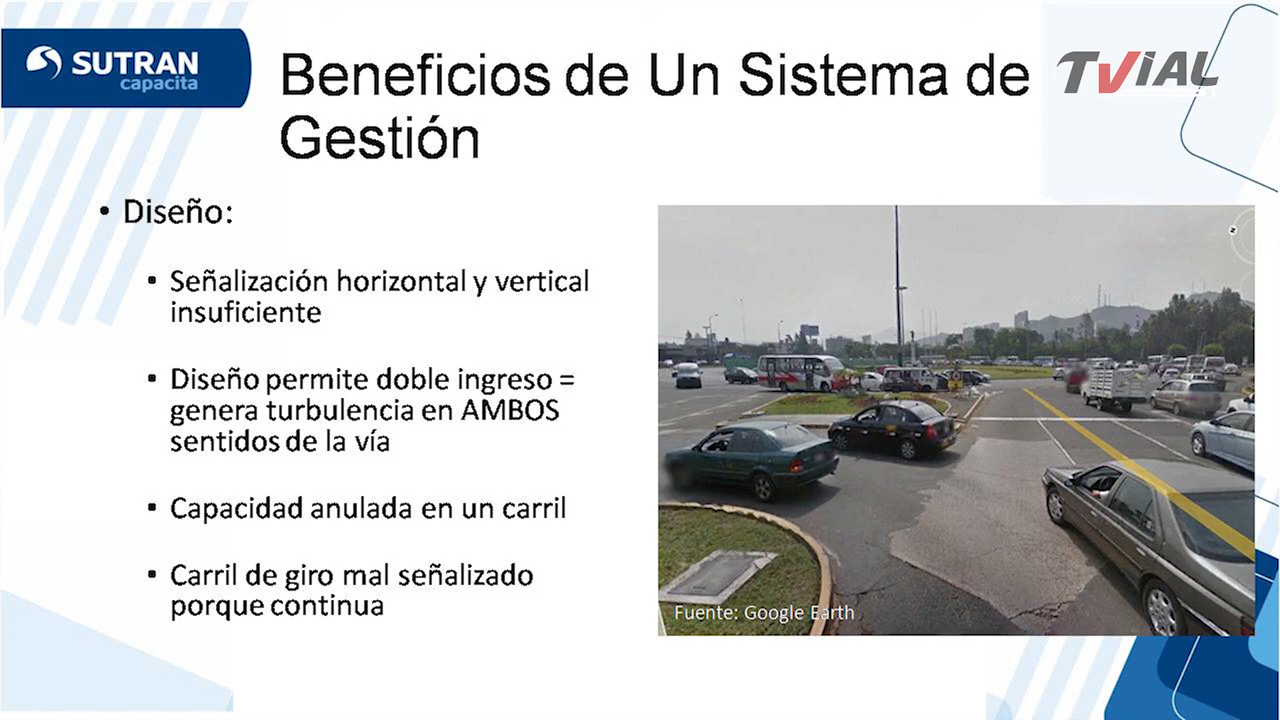 SUTRAN
capacita
Beneficios de Un Sistema de
Gestión
TViAL
• Diseño:
▪ Señalización horizontal y vertical
insuficiente
▪ Diseño permite doble ingreso =
genera turbulencia en AMBOS
sentidos de la vía
▪ Capacidad anulada en un carril
▪ Carril de giro mal señalizado
porque continua
Fuente: Google Earth